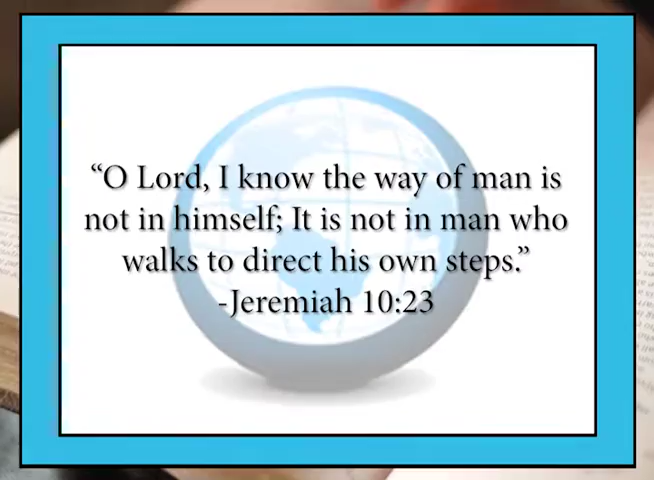 “O Lord, I know the way of man is
not in himself; It is not in man who
walks to direct his own steps.”
-Jeremiah 10:23